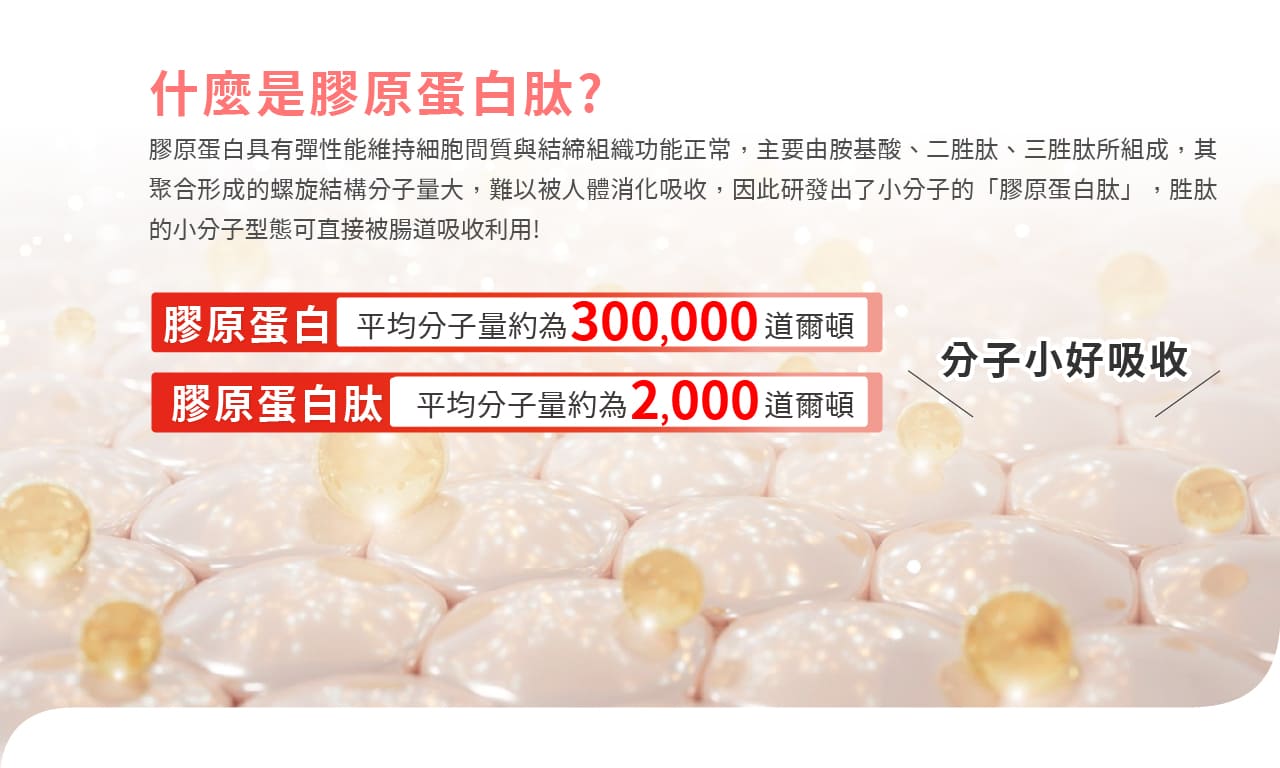 什麼是膠原蛋白肽?
膠原蛋白具有彈性能維持細胞間質與結締組織功能正常，主要由胺基酸、二胜肽、三胜肽所組成，其
聚合形成的螺旋結構分子量大，難以被人體消化吸收，因此研發出了小分子的「膠原蛋白肽」，胜肽
的小分子型態可直接被腸道吸收利用!
膠原蛋白 平均分子量約為300,000 道爾頓
分子小好吸收
膠原蛋白肽 平均分子量約為2,000 道爾頓